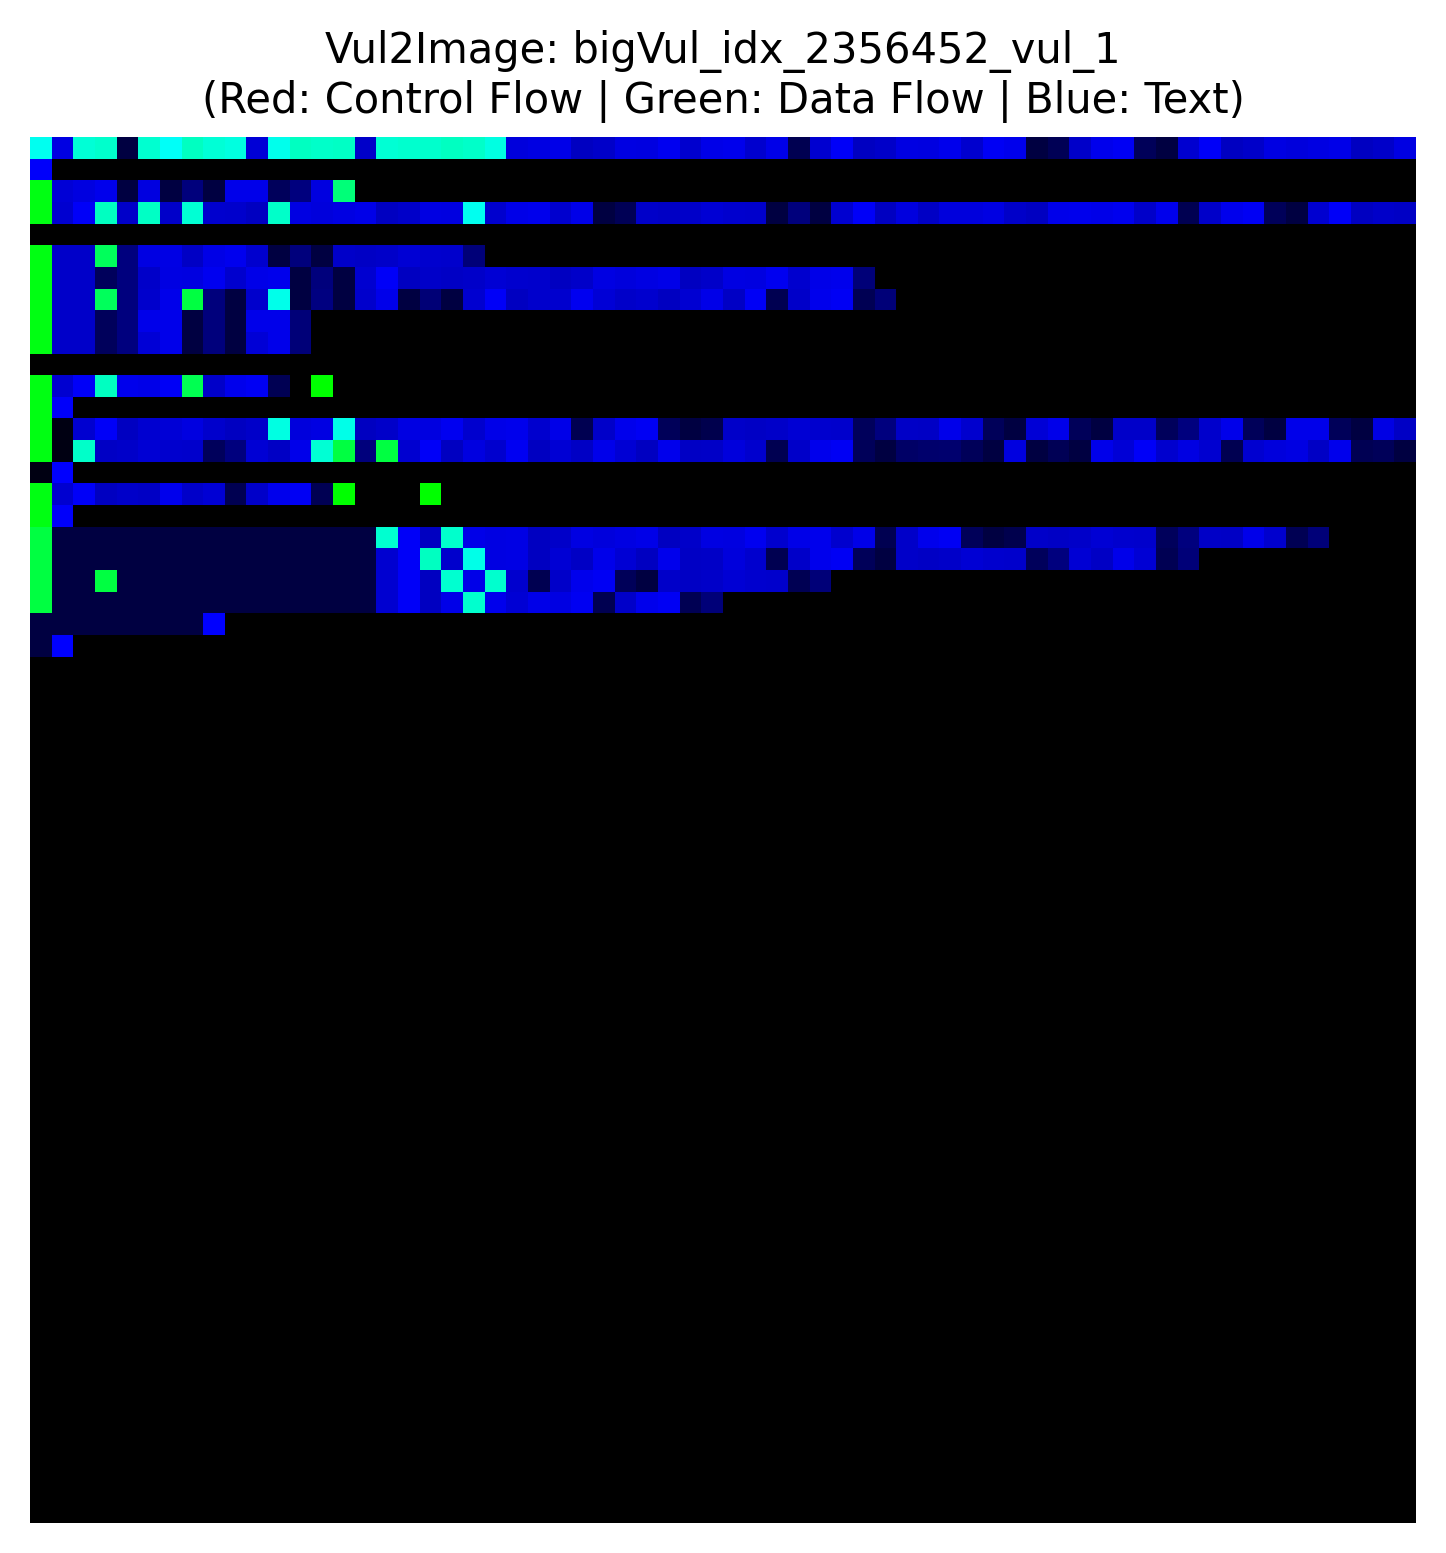 Vul2Image: bigVul_idx_2356452_vul_1
(Red: Control Flow | Green: Data Flow | Blue: Text)